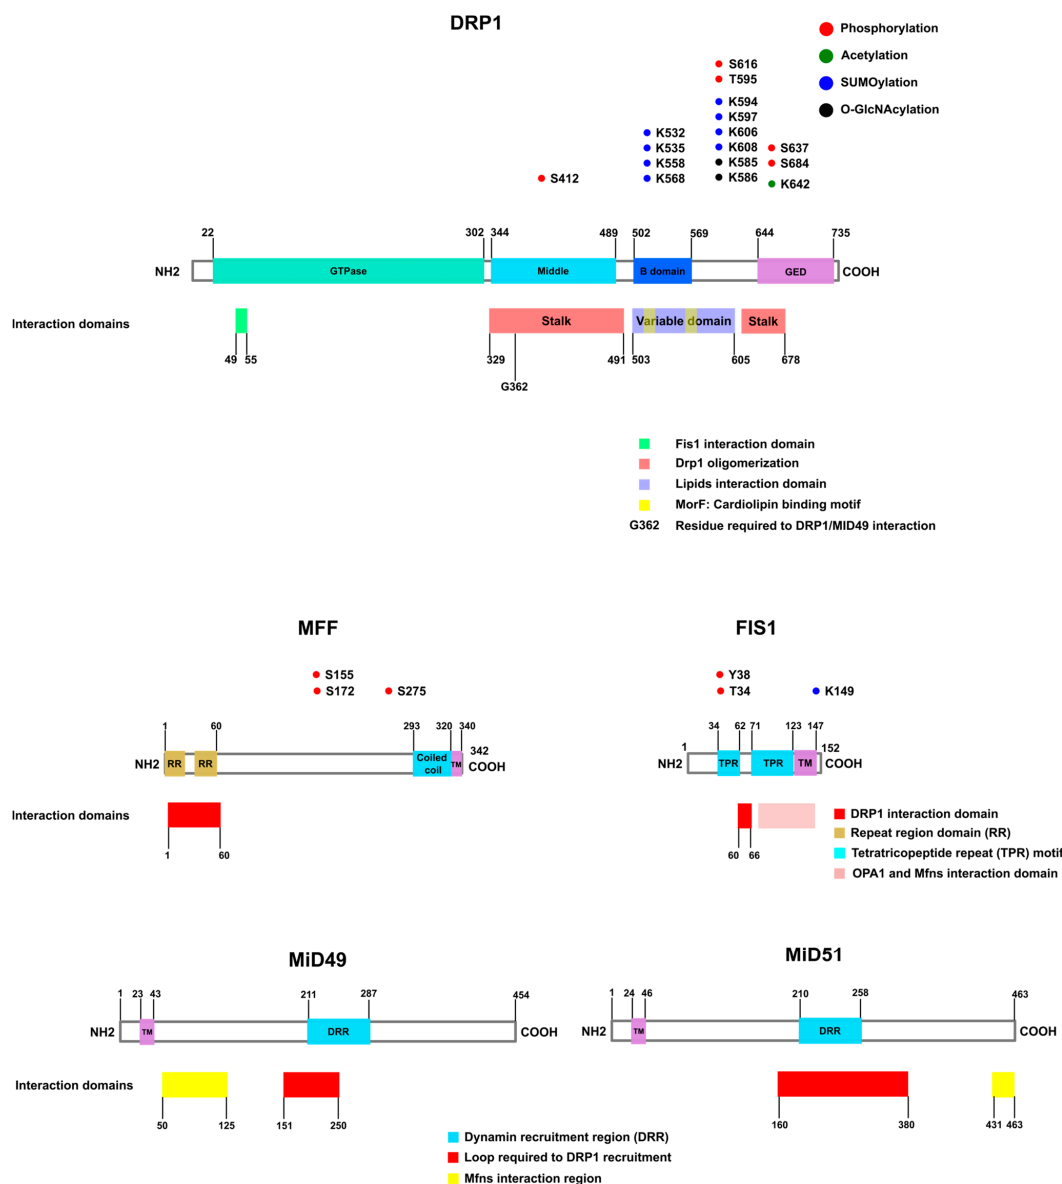 DRP1
Phosphorylation
Acetylation
SUMOylation
O-GlcNAcylation
S616
T595
K594
K597
K606
K608
K585
K586
K532
K535
K558
K568
S637
S684
K642
S412
22 302 344 489 502 569 644 735
NH2 GTPase Middle B domain GED COOH
Interaction domains Stalk Variable domain Stalk
49 55 329 491 503 605 678
G362
Fis1 interaction domain
Drp1 oligomerization
Lipids interaction domain
MorF: Cardiolipin binding motif
G362 Residue required to DRP1/MID49 interaction
MFF
S155
S172 S275
1 60 293 320 340
342
NH2 RR RR Coiled coil TM COOH
Interaction domains
1 60
FIS1
Y38
T34 K149
1 34 62 71 123 147
152
NH2 TPR TPR TM COOH
60 66
DRP1 interaction domain
Repeat region domain (RR)
Tetratricopeptide repeat (TPR) motif
OPA1 and Mfns interaction domain
MiD49
1 23 43 211 287 454
NH2 TM DRR COOH
Interaction domains
50 125 151 250
MiD51
1 24 46 210 258 463
NH2 TM DRR COOH
160 380 431 463
Dynamin recruitment region (DRR)
Loop required to DRP1 recruitment
Mfns interaction region